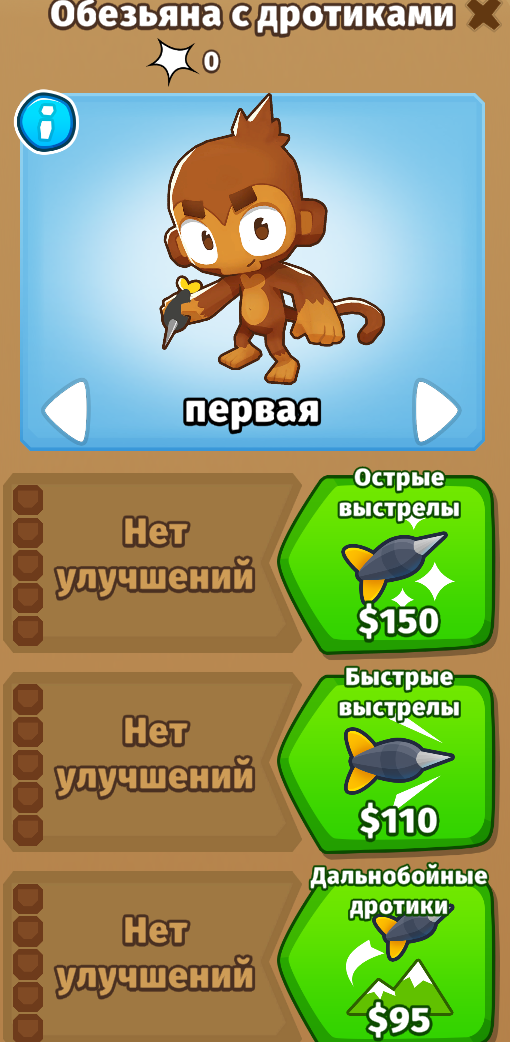 Обезьяна с дротиками
0
первая
Нет
улучшений
Острые
выстрелы
$150
Нет
улучшений
Быстрые
выстрелы
$110
Нет
улучшений
Дальнобойные
дротики
$95